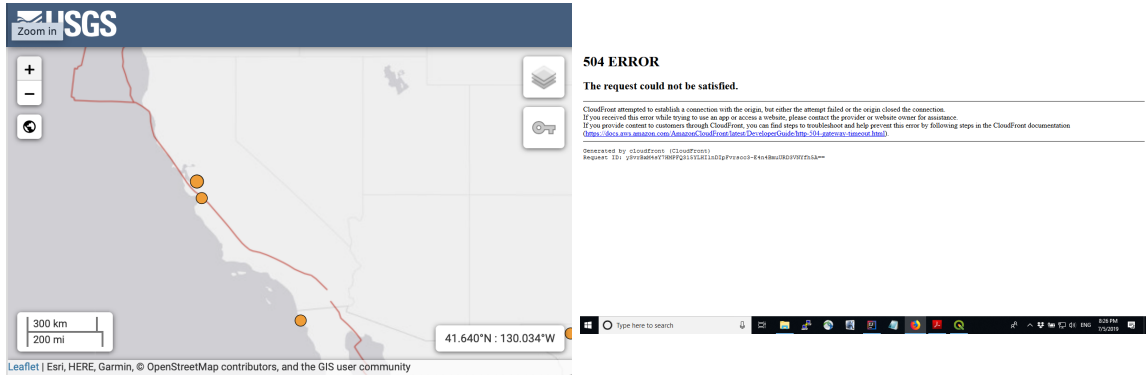 USGS
Zoom in
+
−
300 km
200 mi
41.640°N : 130.034°W
Leaflet | Esri, HERE, Garmin, © OpenStreetMap contributors, and the GIS user community
504 ERROR
The request could not be satisfied.
CloudFront attempted to establish a connection with the origin, but either the attempt failed or the origin closed the connection.
If you received this error while trying to use an app or access a website, please contact the provider or website owner for assistance.
If you provide content to customers through CloudFront, you can find steps to troubleshoot and help prevent this error by following steps in the CloudFront documentation
(https://docs.aws.amazon.com/AmazonCloudFront/latest/DeveloperGuide/http-504-gateway-timeout.html).
Generated by cloudfront (CloudFront)
Request ID:
Type here to search
ENG
8:26 PM
7/5/2019